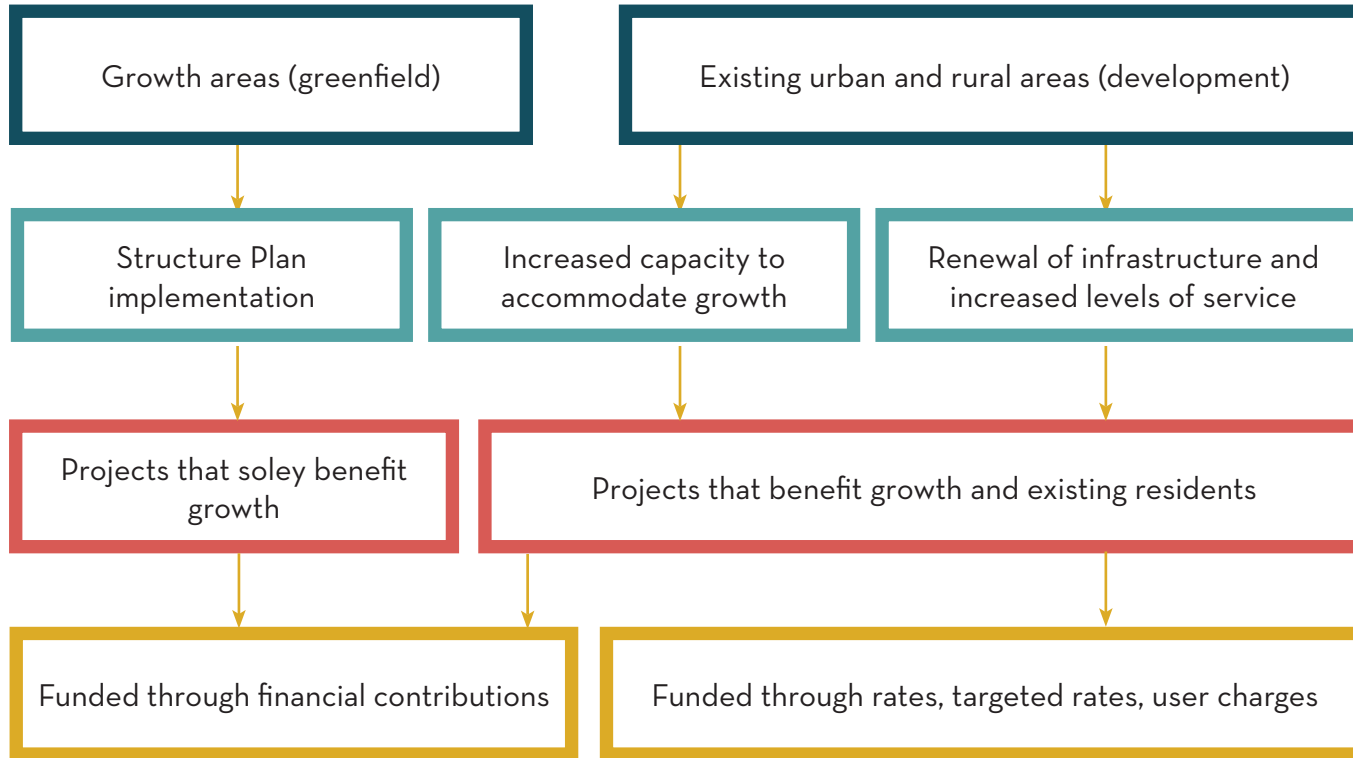 Growth areas (greenfield)
Existing urban and rural areas (development)
Structure Plan
implementation
Increased capacity to
accommodate growth
Renewal of infrastructure and
increased levels of service
Projects that soley benefit
growth
Projects that benefit growth and existing residents
Funded through financial contributions
Funded through rates, targeted rates, user charges